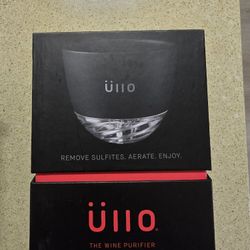 üllo
REMOVE SULFITES. AERATE. ENJOY.
üllo
THE WINE PURIFIER